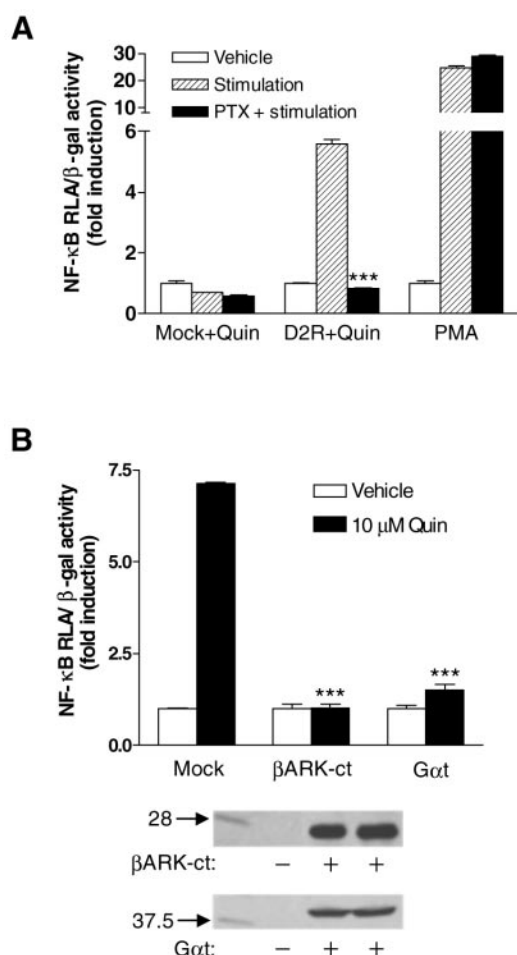 A
NF-κB RLA/β-gal activity
(fold induction)
30
20
10
6
4
2
0
Vehicle
Stimulation
PTX + stimulation
***
Mock+Quin D2R+Quin PMA
B
NF-κB RLA/β-gal activity
(fold induction)
7.5
5.0
2.5
0.0
Vehicle
10 µM Quin
*** ***
Mock βARK-ct Gαt
28
βARK-ct: − + +
37.5
Gαt: − + +